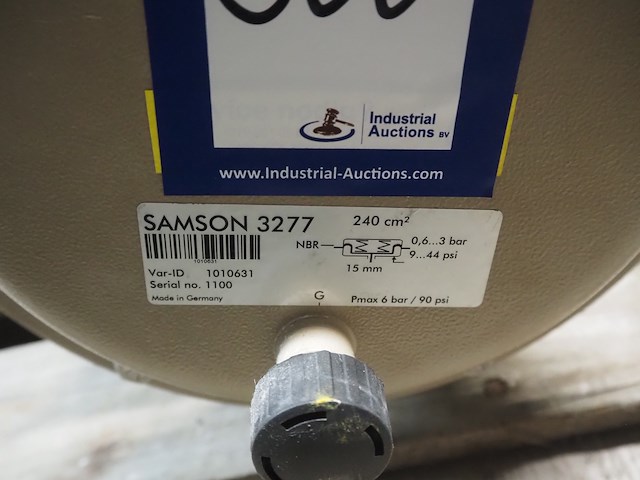 Industrial
Auctions BV
www.Industrial-Auctions.com
SAMSON 3277 240 cm²
1010631
NBR 0,6...3 bar
9...44 psi
15 mm
Var-ID 1010631
Serial no. 1100
Made in Germany
G
Pmax 6 bar / 90 psi